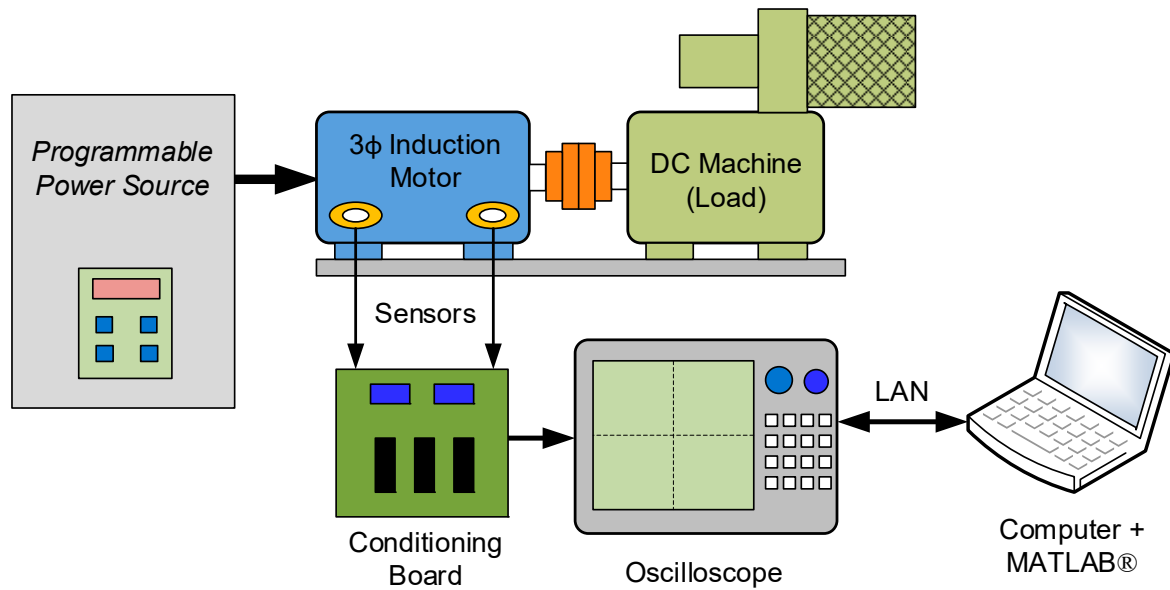 Programmable
Power Source
3ϕ Induction
Motor
DC Machine
(Load)
Sensors
LAN
Conditioning
Board
Oscilloscope
Computer +
MATLAB®